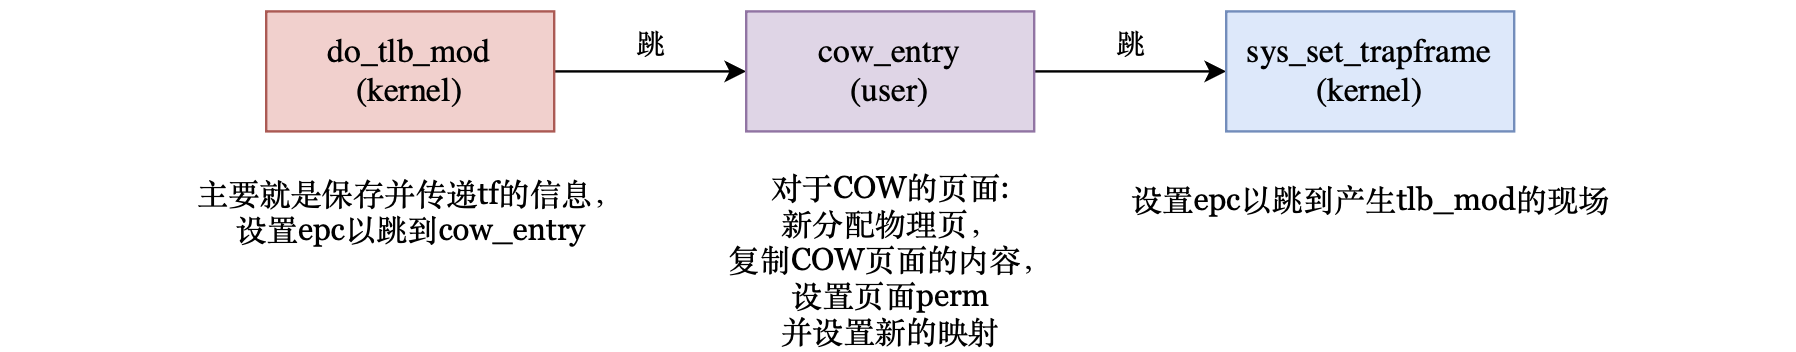 do_tlb_mod
(kernel)
跳
cow_entry
(user)
跳
sys_set_trapframe
(kernel)
主要就是保存并传递tf的信息，
设置epc以跳到cow_entry
对于COW的页面：
新分配物理页，
复制COW页面的内容，
设置页面perm
并设置新的映射
设置epc以跳到产生tlb_mod的现场